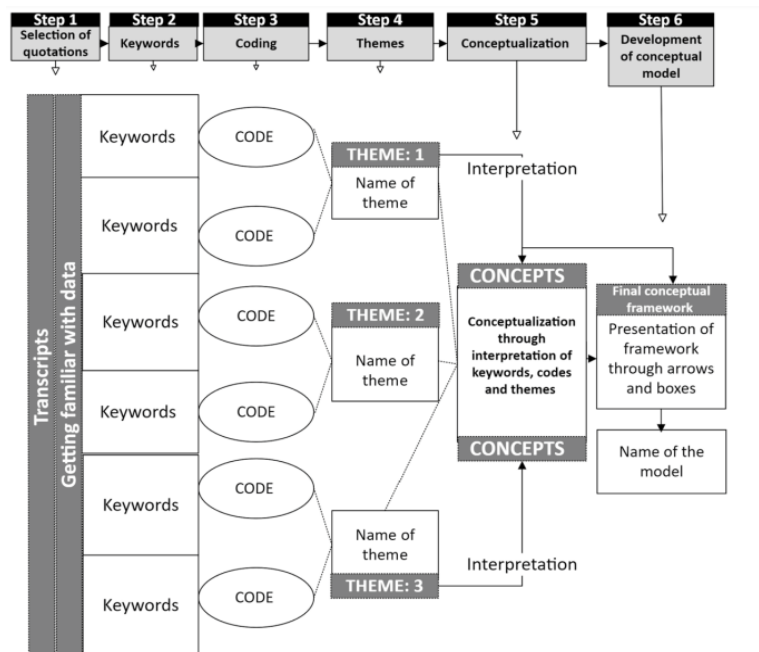 Step 1
Selection of
quotations
Step 2
Keywords
Step 3
Coding
Step 4
Themes
Step 5
Conceptualization
Step 6
Development
of conceptual
model
Transcripts
Getting familiar with data
Keywords
Keywords
Keywords
Keywords
Keywords
Keywords
CODE
CODE
CODE
CODE
CODE
CODE
THEME: 1
Name of
theme
THEME: 2
Name of
theme
Name of
theme
THEME: 3
Interpretation
CONCEPTS
Conceptualization
through
interpretation of
keywords, codes
and themes
CONCEPTS
Interpretation
Final conceptual
framework
Presentation of
framework
through arrows
and boxes
Name of the
model